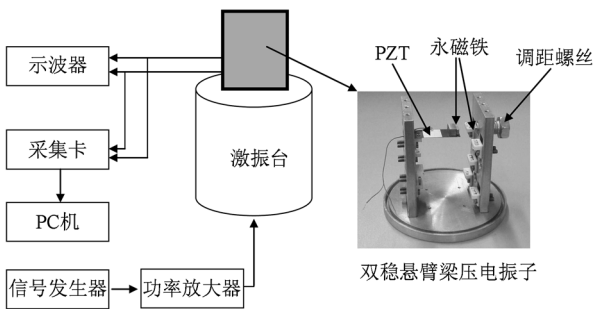 示波器
采集卡
PC机
信号发生器
功率放大器
激振台
PZT
永磁铁
调距螺丝
双稳悬臂梁压电振子